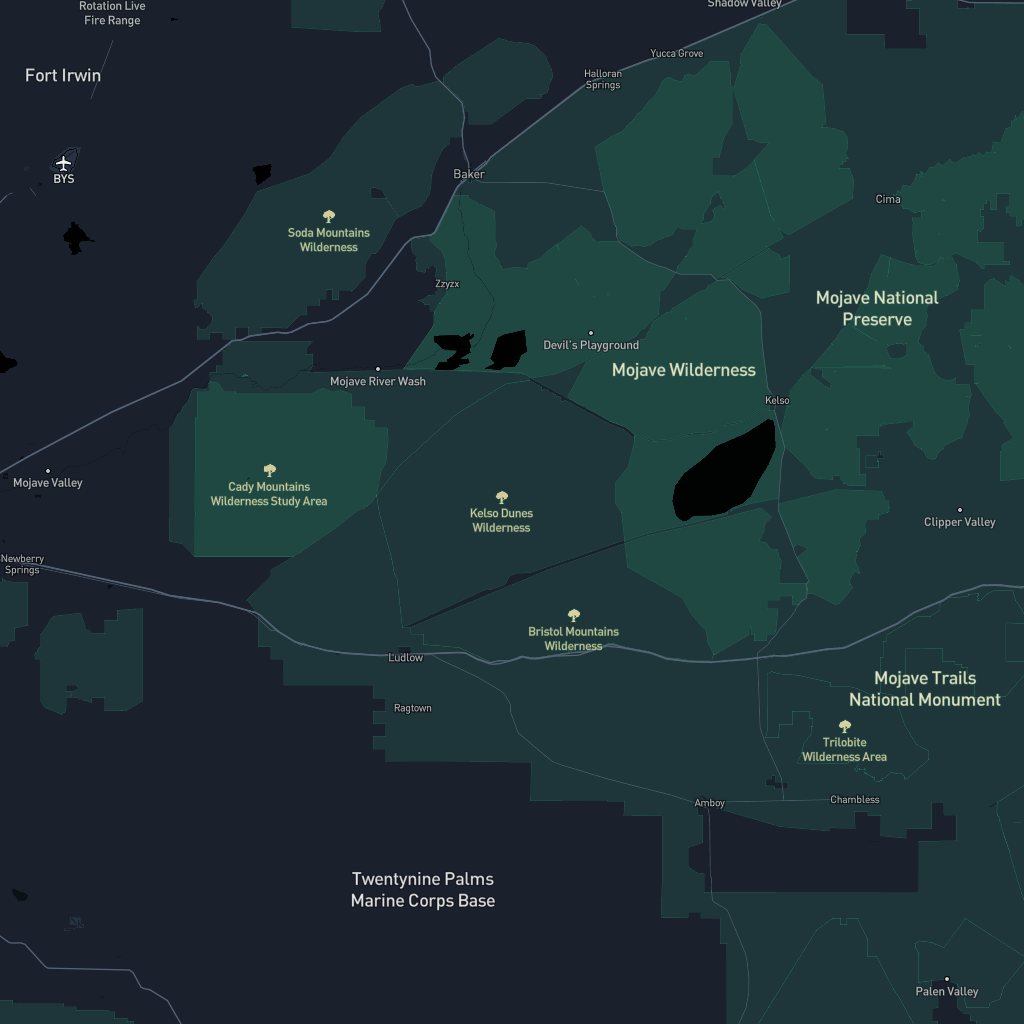 Rotation Live
Fire Range
Shadow Valley
Yucca Grove
Fort Irwin
Halloran
Springs
BYS
Baker
Cima
Soda Mountains
Wilderness
Zzyzx
Mojave National
Preserve
Devil's Playground
Mojave Wilderness
Mojave River Wash
Kelso
Mojave Valley
Cady Mountains
Wilderness Study Area
Kelso Dunes
Wilderness
Clipper Valley
Newberry
Springs
Bristol Mountains
Wilderness
Ludlow
Mojave Trails
National Monument
Ragtown
Trilobite
Wilderness Area
Amboy
Chambless
Twentynine Palms
Marine Corps Base
Palen Valley